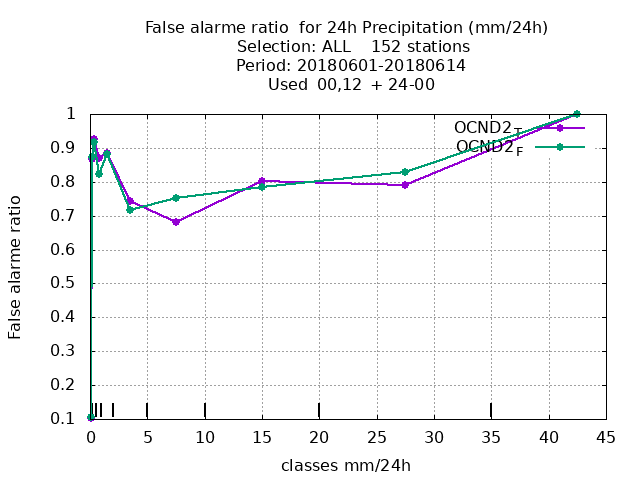 False alarme ratio  for 24h Precipitation (mm/24h)
Selection: ALL    152 stations
Period: 20180601-20180614
Used  00,12  + 24-00
OCND2T
OCND2F
1
0.9
0.8
0.7
0.6
0.5
0.4
0.3
0.2
0.1
False alarme ratio
0 5 10 15 20 25 30 35 40 45
classes mm/24h